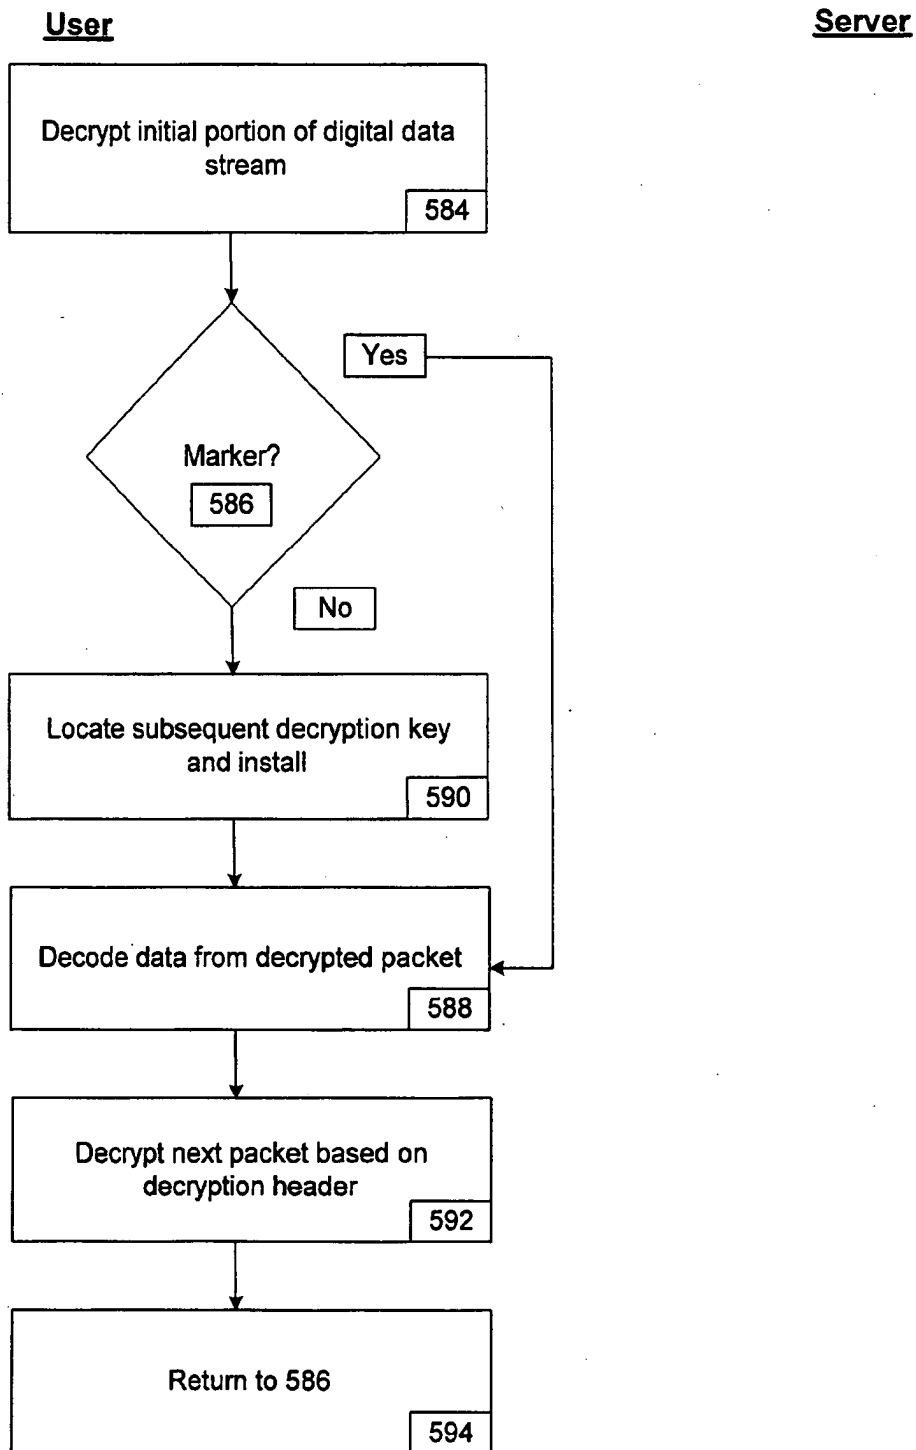 User
Server
Decrypt initial portion of digital data
stream
584
Yes
Marker?
586
No
Locate subsequent decryption key
and install
590
Decode data from decrypted packet
588
Decrypt next packet based on
decryption header
592
Return to 586
594